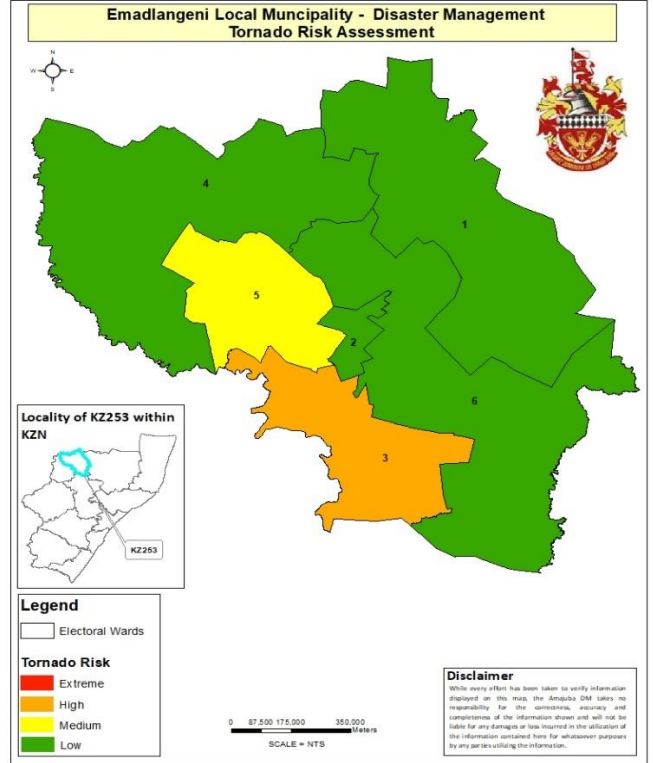 Emadlangeni Local Muncipality - Disaster Management
Tornado Risk Assessment
N
W E
S
4
1
5
2
6
3
Locality of KZ253 within
KZN
KZ253
Legend
Electoral Wards
Tornado Risk
Extreme
High
Medium
Low
0 87,500 175,000 350,000
Meters
SCALE = NTS
Disclaimer
While every effort has been taken to verify information
displayed on this map, the Amajuba DM takes no
responsibility for the correctness, accuracy and
completeness of the information shown and will not be
liable for any damages or loss incurred in the utilization of
the information contained here for whatsoever purposes
by any parties utilizing the information.